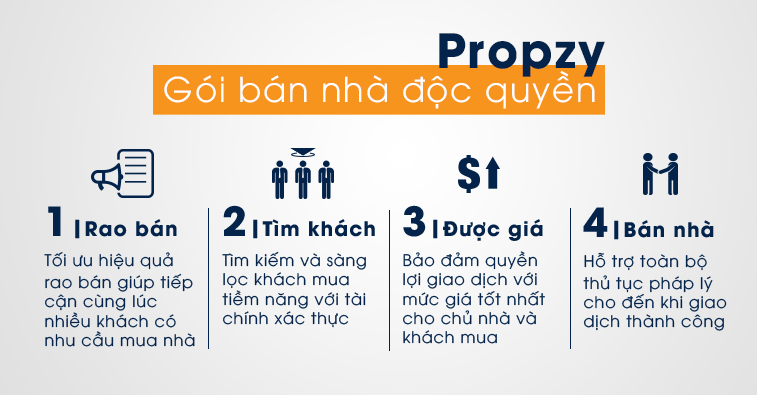 Propzy
Gói bán nhà độc quyền
1|Rao bán
Tối ưu hiệu quả
rao bán giúp tiếp
cận cùng lúc
nhiều khách có
nhu cầu mua nhà
2|Tìm khách
Tìm kiếm và sàng
lọc khách mua
tiềm năng với tài
chính xác thực
$
3|Được giá
Bảo đảm quyền
lợi giao dịch với
mức giá tốt nhất
cho chủ nhà và
khách mua
4|Bán nhà
Hỗ trợ toàn bộ
thủ tục pháp lý
cho đến khi giao
dịch thành công